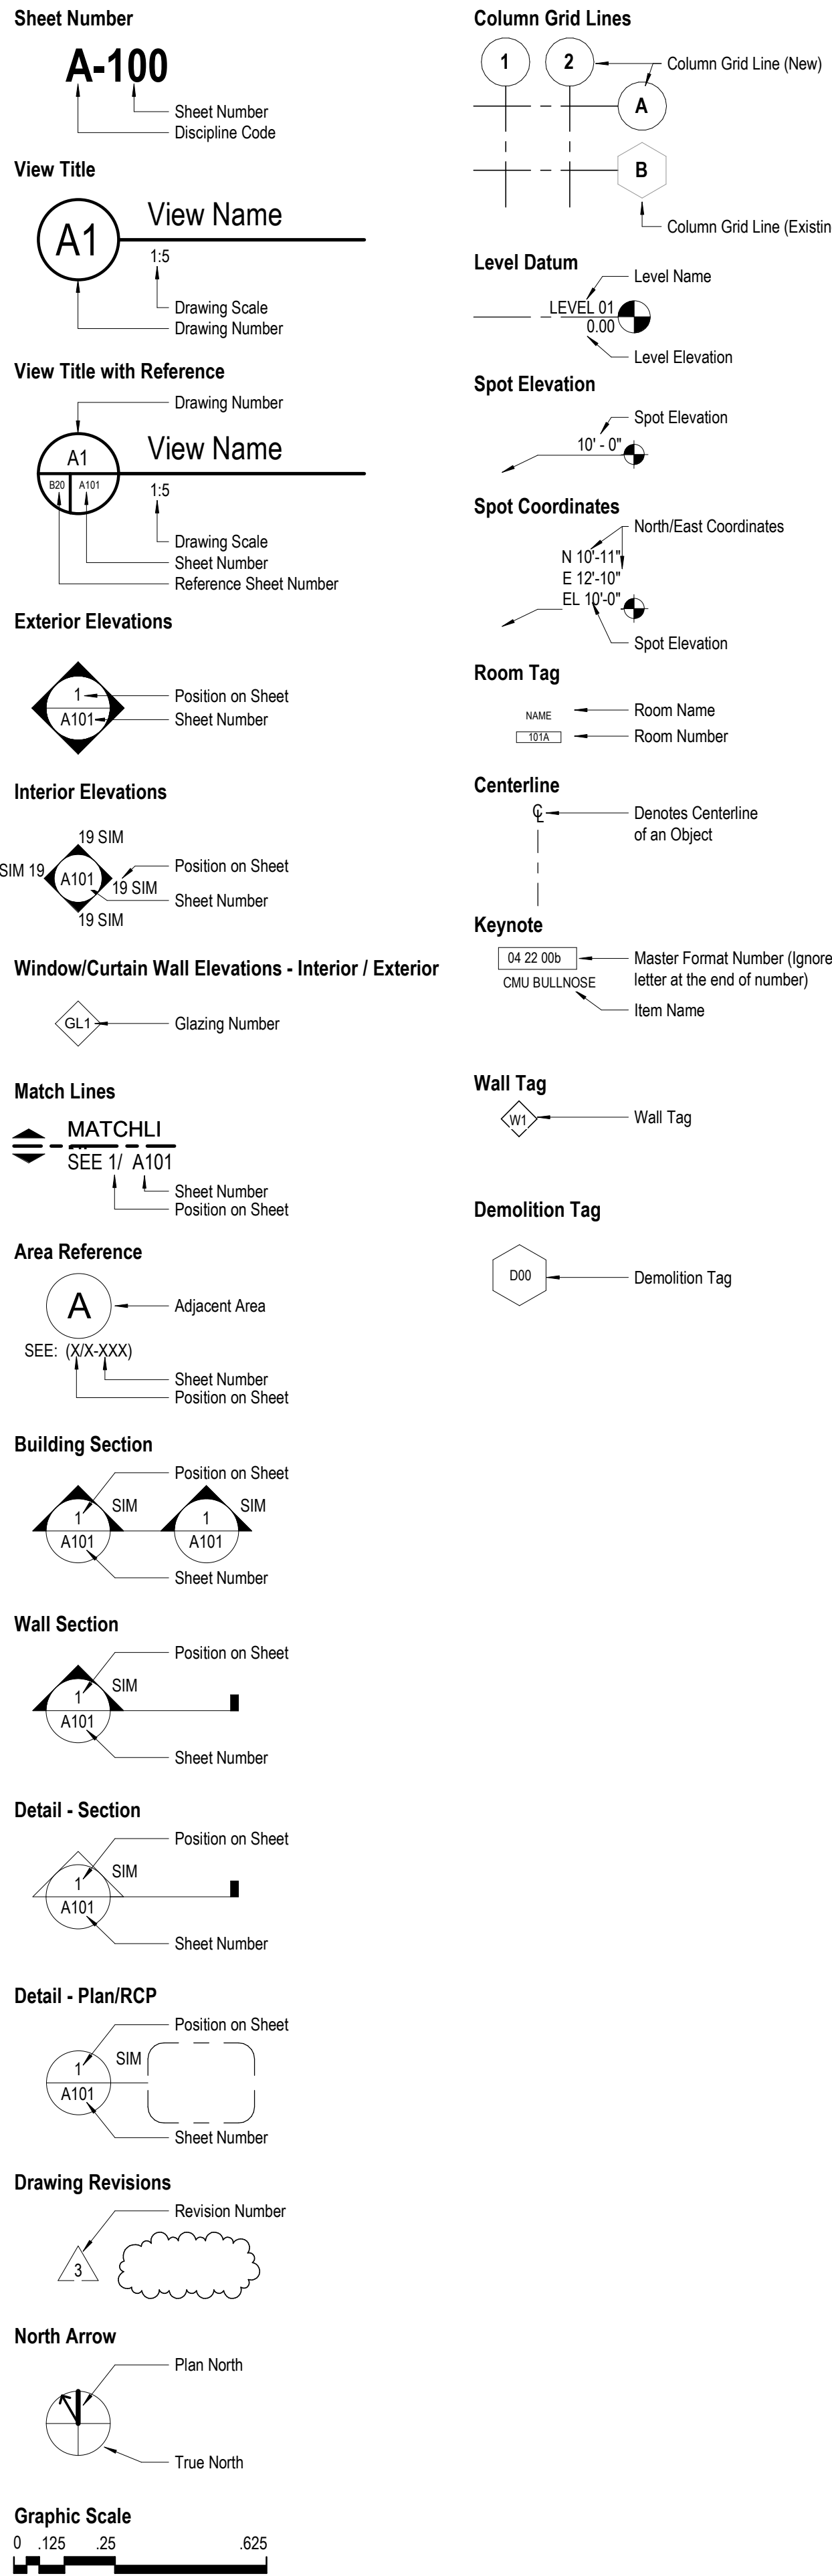 Sheet Number
A-100
Sheet Number
Discipline Code
View Title
A1
View Name
1:5
Drawing Scale
Drawing Number
View Title with Reference
Drawing Number
A1
B20
A101
View Name
1:5
Drawing Scale
Sheet Number
Reference Sheet Number
Exterior Elevations
1
A101
Position on Sheet
Sheet Number
Interior Elevations
19 SIM
SIM 19
A101
19 SIM
19 SIM
Position on Sheet
Sheet Number
Window/Curtain Wall Elevations - Interior / Exterior
GL1
Glazing Number
Match Lines
MATCHLI
SEE 1/ A101
Sheet Number
Position on Sheet
Area Reference
A
Adjacent Area
SEE: (X/X-XXX)
Sheet Number
Position on Sheet
Building Section
Position on Sheet
1
A101
SIM
1
A101
SIM
Sheet Number
Wall Section
Position on Sheet
SIM
1
A101
Sheet Number
Detail - Section
Position on Sheet
SIM
1
A101
Sheet Number
Detail - Plan/RCP
Position on Sheet
SIM
1
A101
Sheet Number
Drawing Revisions
Revision Number
3
North Arrow
Plan North
True North
Graphic Scale
0 .125 .25 .625
Column Grid Lines
1
2
Column Grid Line (New)
A
B
Column Grid Line (Existin
Level Datum
Level Name
LEVEL 01
0.00
Level Elevation
Spot Elevation
Spot Elevation
10' - 0"
Spot Coordinates
North/East Coordinates
N 10'-11"
E 12'-10"
EL 10'-0"
Spot Elevation
Room Tag
NAME
Room Name
101A
Room Number
Centerline
CL
Denotes Centerline
of an Object
Keynote
04 22 00b
Master Format Number (Ignore
letter at the end of number)
CMU BULLNOSE
Item Name
Wall Tag
W1
Wall Tag
Demolition Tag
D00
Demolition Tag